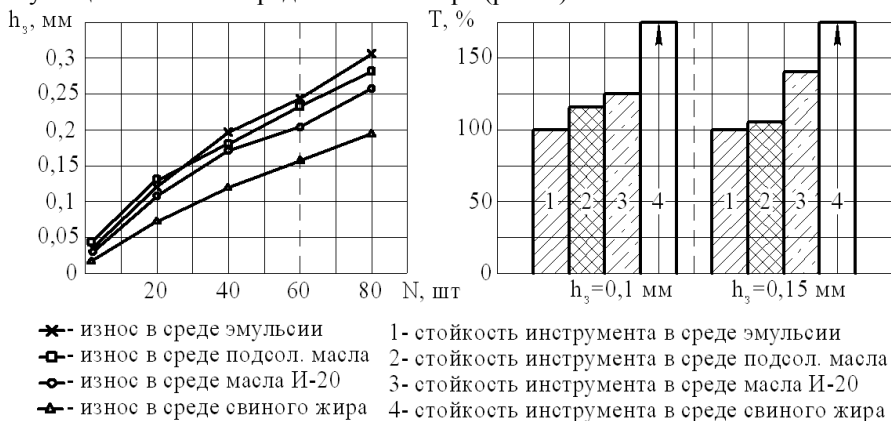 h₃, мм
0,3
0,25
0,2
0,15
0,1
0,05
0
20
40
60
80
N, шт
T, %
150
100
50
0
1
2
3
4
1
2
3
4
h₃=0,1 мм
h₃=0,15 мм
- износ в среде эмульсии
- износ в среде подсол. масла
- износ в среде масла И-20
- износ в среде свиного жира
1- стойкость инструмента в среде эмульсии
2- стойкость инструмента в среде подсол. масла
3- стойкость инструмента в среде масла И-20
4- стойкость инструмента в среде свиного жира